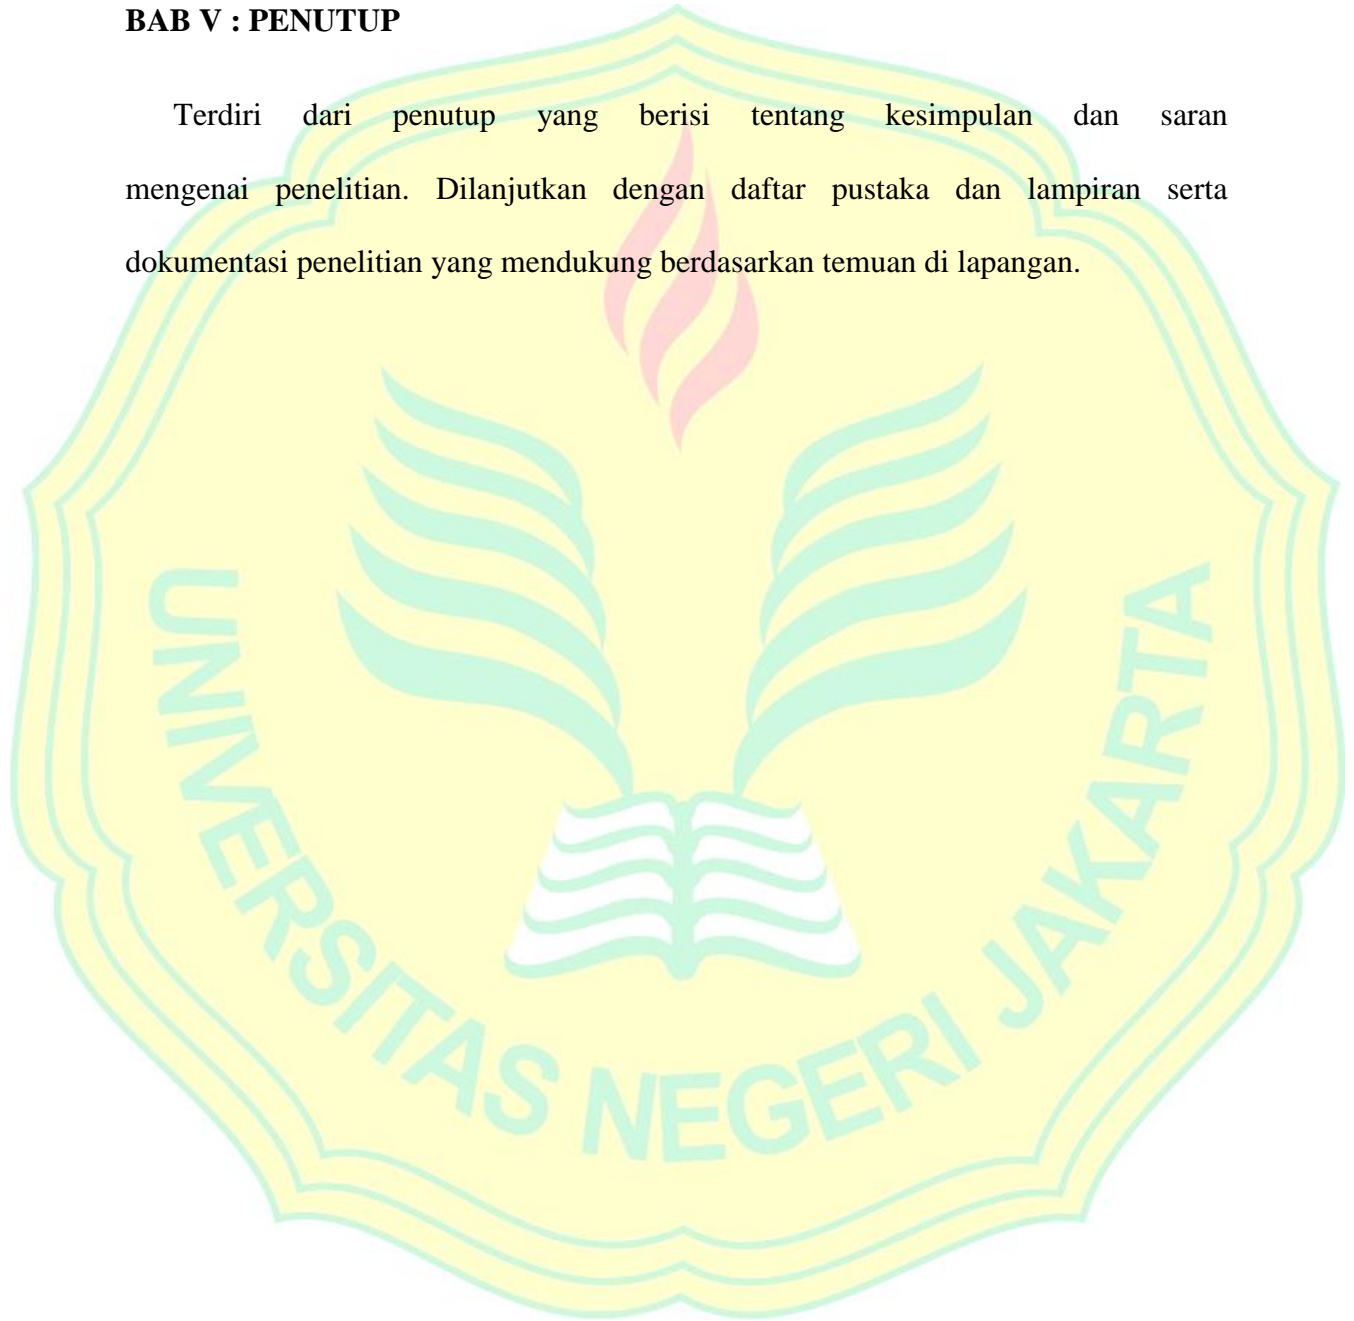 BAB V : PENUTUP
Terdiri dari penutup yang berisi tentang kesimpulan dan saran
mengenai penelitian. Dilanjutkan dengan daftar pustaka dan lampiran serta
dokumentasi penelitian yang mendukung berdasarkan temuan di lapangan.
UNIVERSITAS NEGERI JAKARTA